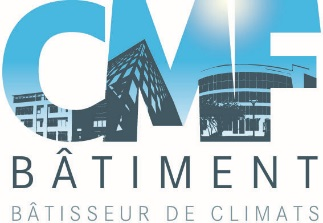 CMF
BÂTIMENT
BÂTISSEUR DE CLIMATS